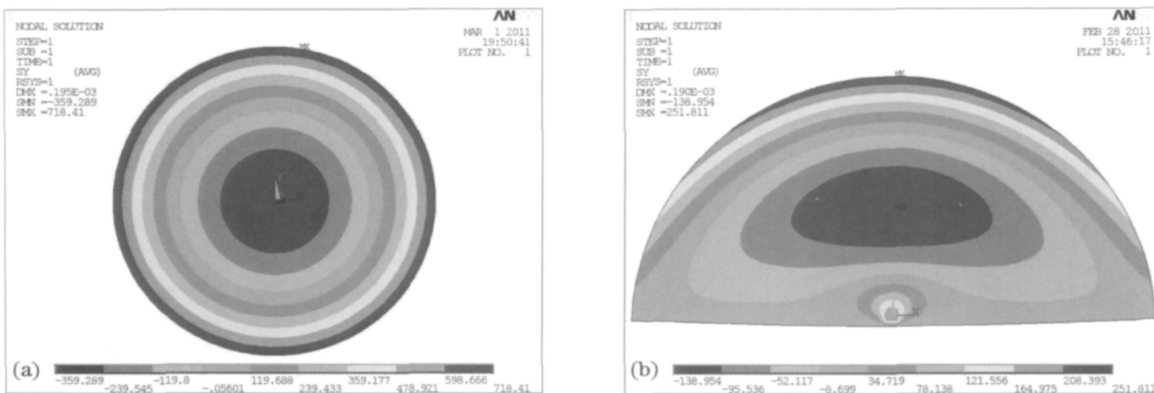 AN
NODAL SOLUTION
STEP=1
SUB =1
TIME=1
SY (AVG)
RSYS=1
DMX =.195E-03
SMN =-359.289
SMX =718.41
MAR 1 2011
19:50:41
PLOT NO. 1
MX
Y
(a)
-359.289 -119.8 119.688 359.177 598.666
-239.545 -.05601 239.433 478.921 718.41
AN
NODAL SOLUTION
STEP=1
SUB =1
TIME=1
SY (AVG)
RSYS=1
DMX =.190E-03
SMN =-138.954
SMX =251.811
FEB 28 2011
15:46:17
PLOT NO. 1
MX
X
(b)
-138.954 -52.117 34.719 121.556 208.393
-95.536 -8.699 78.138 164.975 251.811